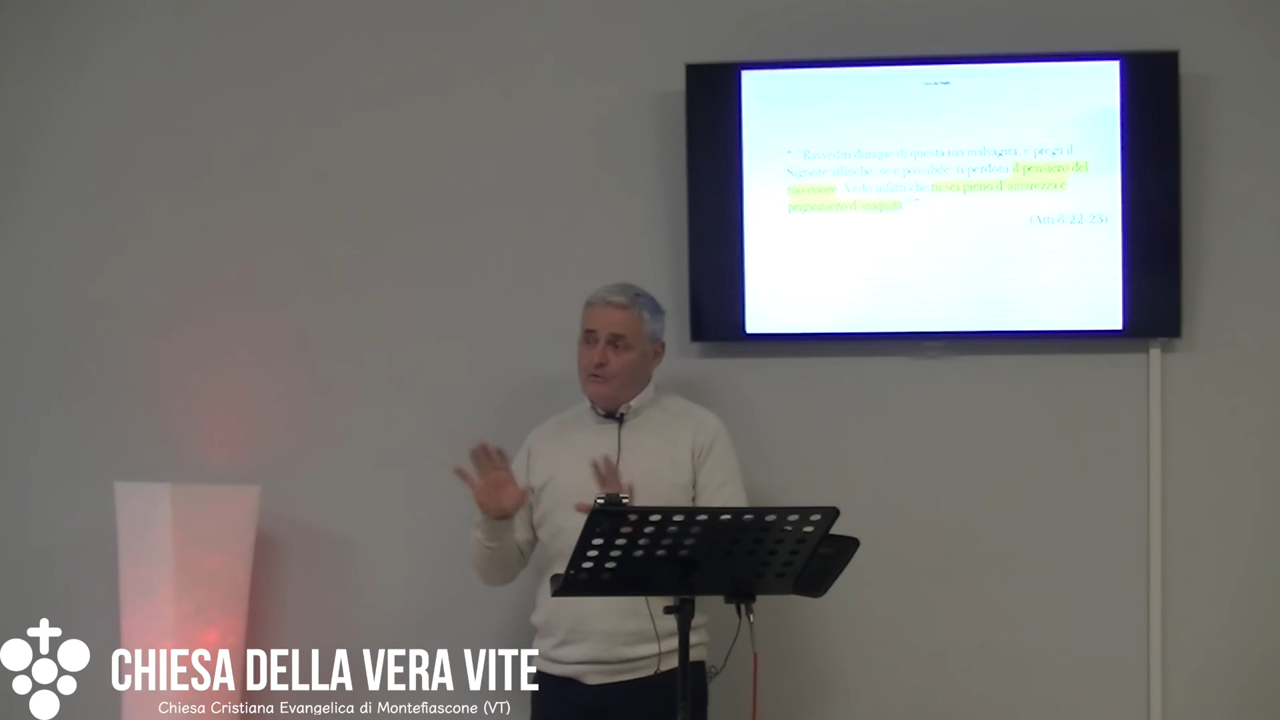 "Ravvediti dunque di questa tua malvagità, e prega il
Signore affinché, se è possibile, ti perdoni il pensiero del
tuo cuore. Vedo infatti che tu sei pieno d'amarezza e
prigioniero d'iniquità"
(Atti 8:22-23)
CHIESA DELLA VERA VITE
Chiesa Cristiana Evangelica di Montefiascone (VT)